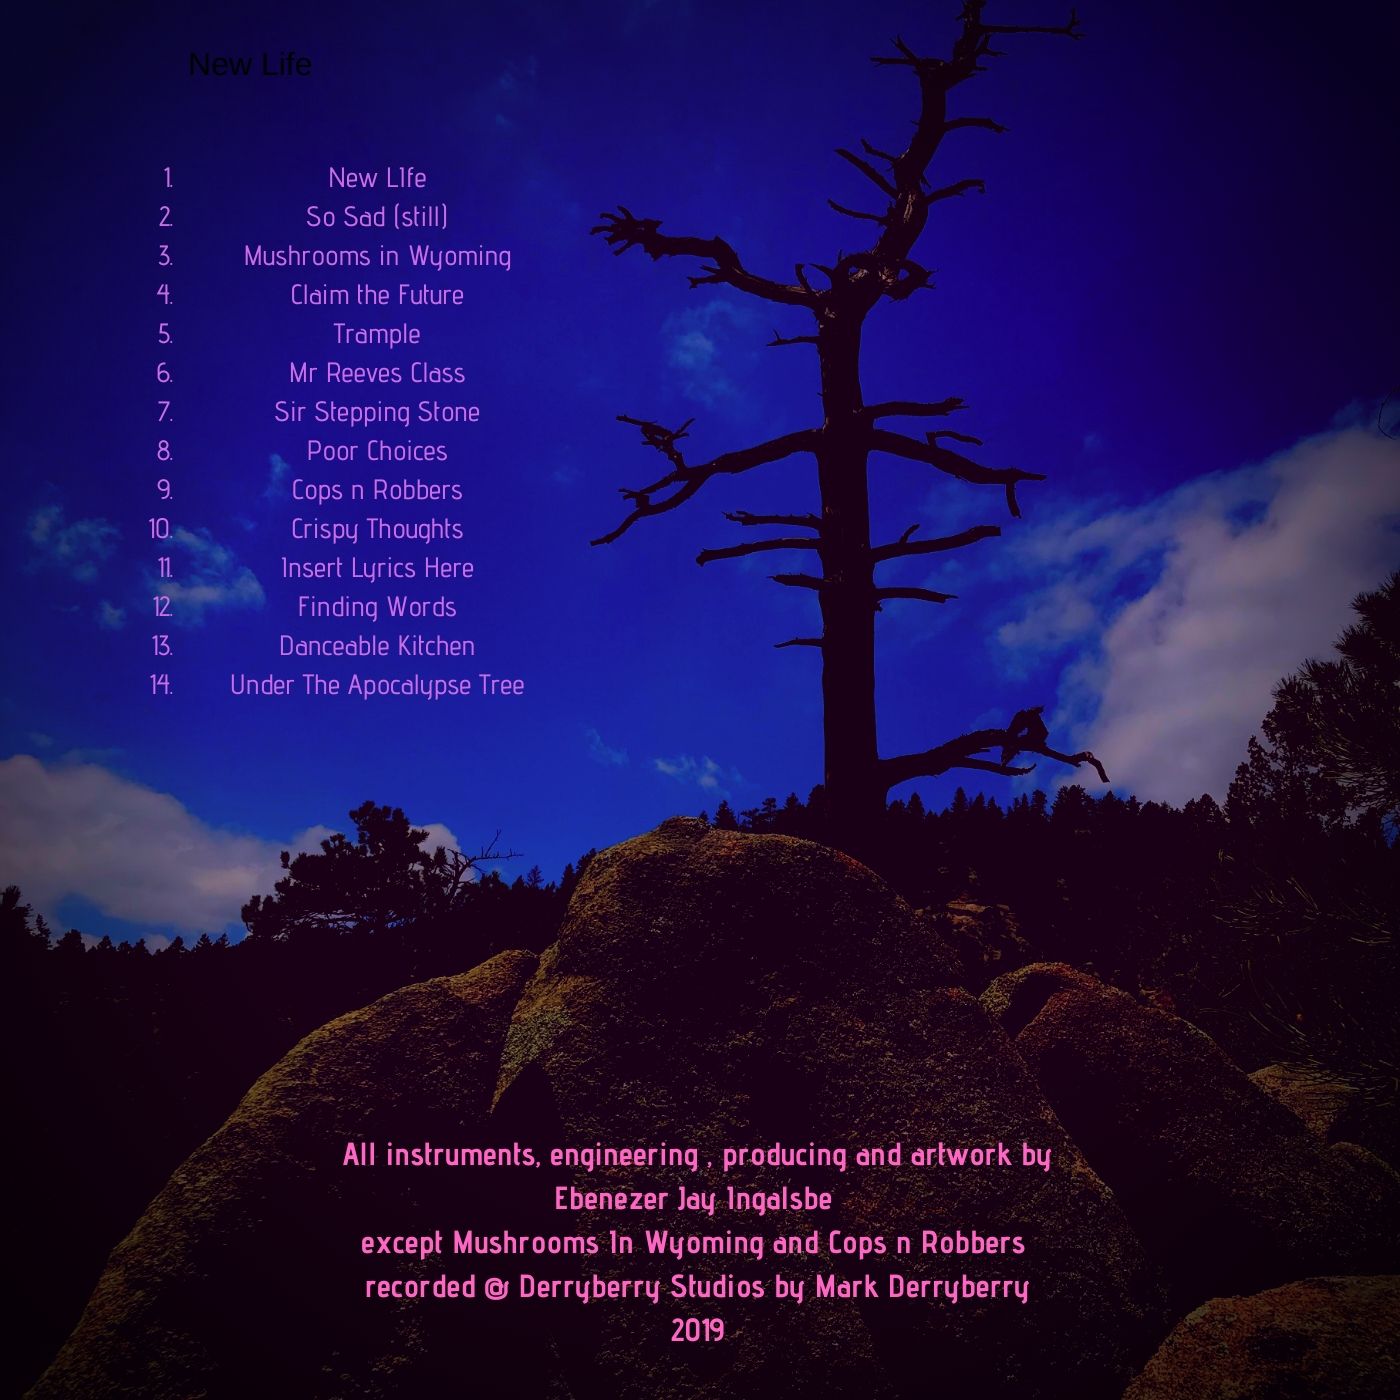 New Life
1. New LIfe
2. So Sad (still)
3. Mushrooms in Wyoming
4. Claim the Future
5. Trample
6. Mr Reeves Class
7. Sir Stepping Stone
8. Poor Choices
9. Cops n Robbers
10. Crispy Thoughts
11. Insert Lyrics Here
12. Finding Words
13. Danceable Kitchen
14. Under The Apocalypse Tree
All instruments, engineering , producing and artwork by
Ebenezer Jay Ingalsbe
except Mushrooms In Wyoming and Cops n Robbers
recorded @ Derryberry Studios by Mark Derryberry
2019